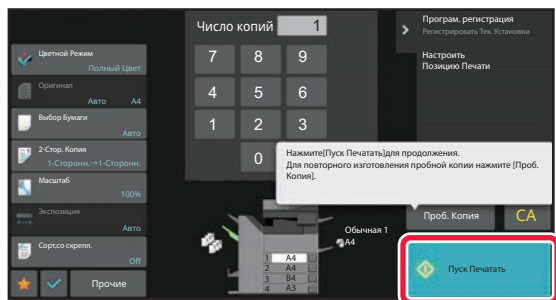 Число копий
1
Програм. регистрация
Регистрировать Тек. Установки
Настроить
Позицию Печати
Цветной Режим
Полный Цвет
Оригинал
Авто A4
Выбор Бумаги
Авто
2-Стор. Копия
1-Сторонн.→1-Сторонн.
Масштаб
100%
Экспозиция
Авто
Сорт.со скрепл.
Off
Прочие
7 8 9
4 5 6
1 2 3
0
Нажмите[Пуск Печатать]для продолжения.
Для повторного изготовления пробной копии нажмите [Проб.
Копия].
Обычная 1
A4
1 A4
2 A4
3 B4
4 A3
Проб. Копия
CA
Пуск Печатать